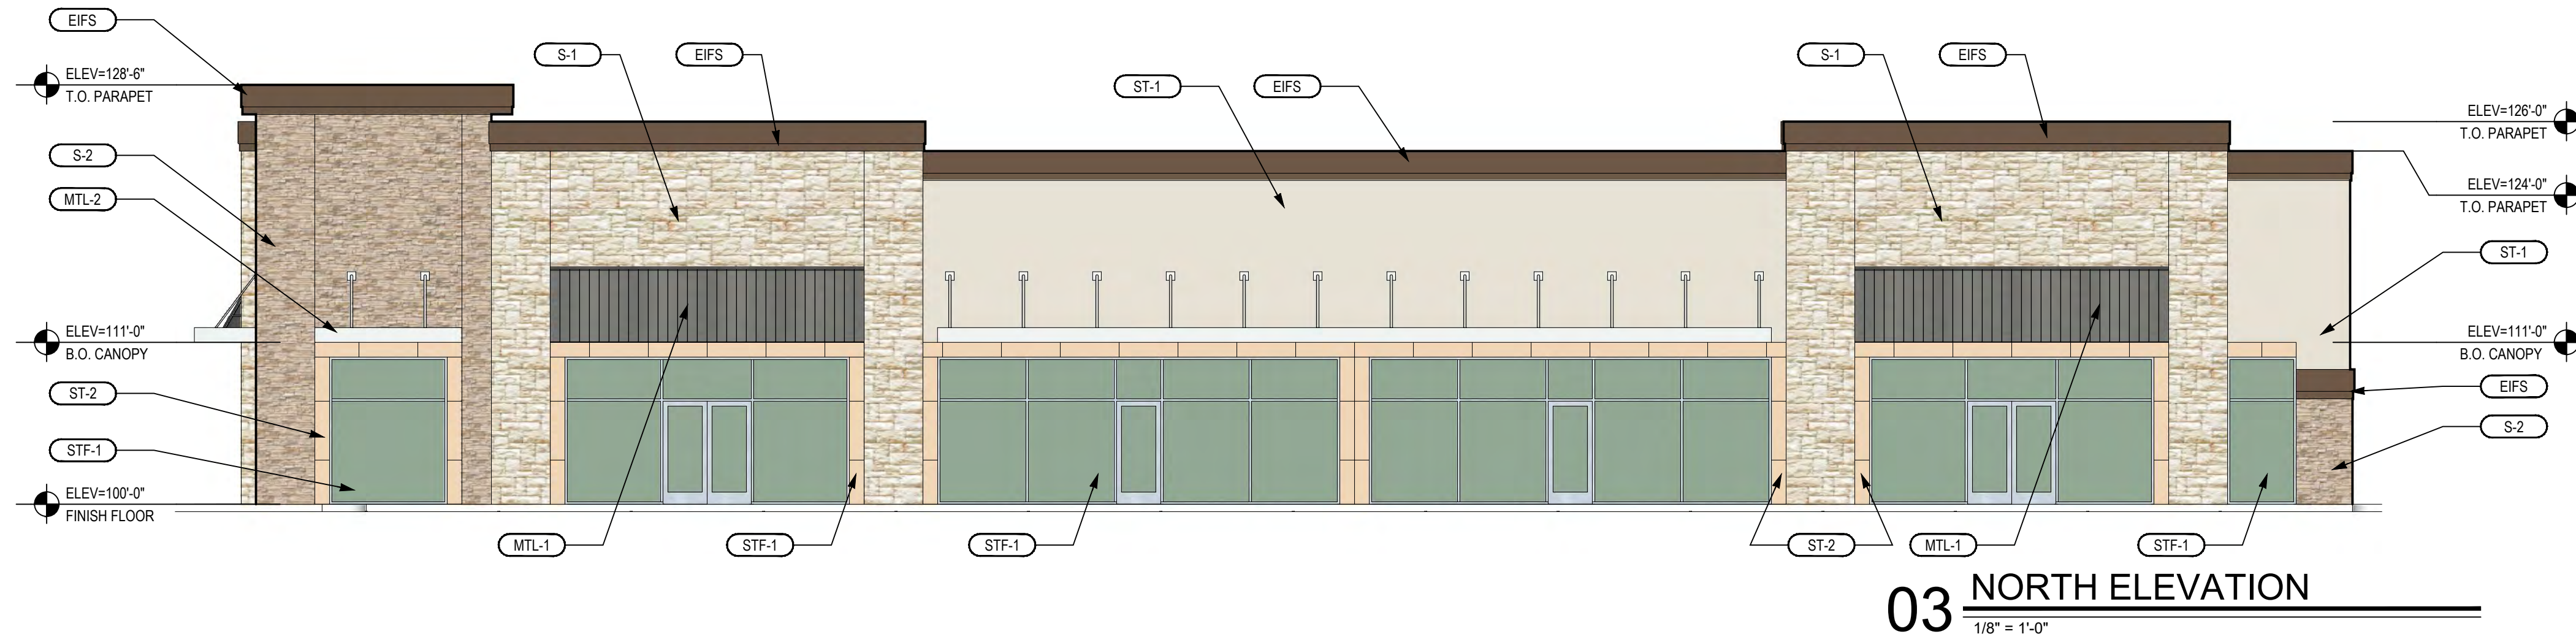 EIFS
S-1
EIFS
S-1
EIFS
ELEV=128'-6"
T.O. PARAPET
ST-1
EIFS
ELEV=126'-0"
T.O. PARAPET
S-2
MTL-2
ELEV=124'-0"
T.O. PARAPET
ST-1
ELEV=111'-0"
B.O. CANOPY
ELEV=111'-0"
B.O. CANOPY
ST-2
EIFS
STF-1
S-2
ELEV=100'-0"
FINISH FLOOR
MTL-1
STF-1
STF-1
ST-2
MTL-1
STF-1
03 NORTH ELEVATION
1/8" = 1'-0"